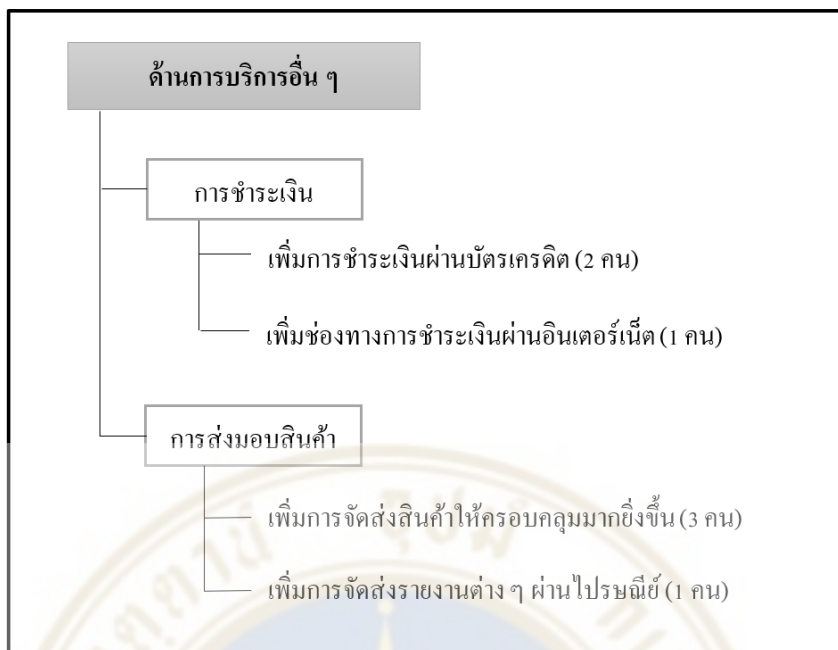 ด้านการบริการอื่น ๆ
การชำระเงิน
เพิ่มการชำระเงินผ่านบัตรเครดิต (2 คน)
เพิ่มช่องทางการชำระเงินผ่านอินเตอร์เน็ต (1 คน)
การส่งมอบสินค้า
เพิ่มการจัดส่งสินค้าให้ครอบคลุมมากยิ่งขึ้น (3 คน)
เพิ่มการจัดส่งรายงานต่าง ๆ ผ่านไปรษณีย์ (1 คน)